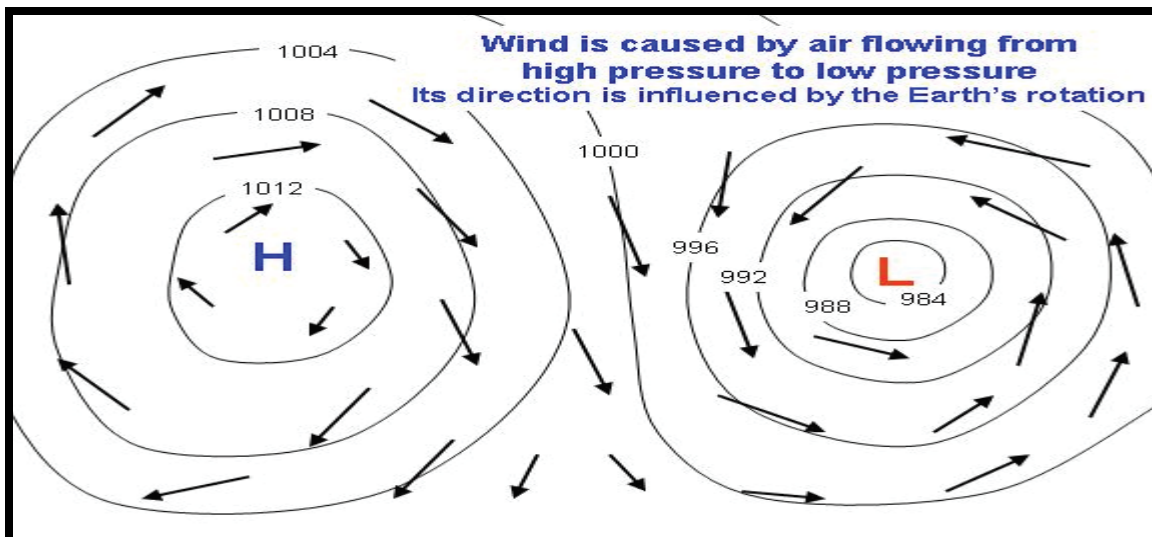 Wind is caused by air flowing from
high pressure to low pressure
Its direction is influenced by the Earth's rotation
1004
1008
1012
H
1000
996
992
988
984
L